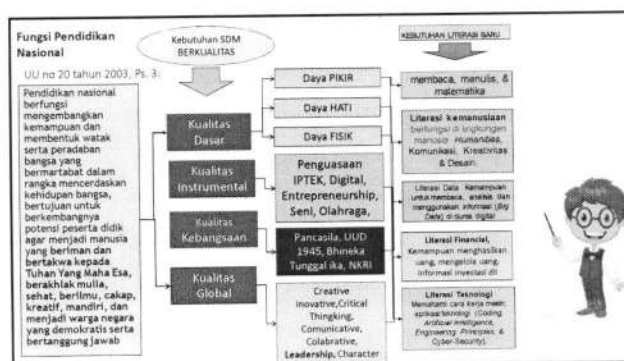 Fungsi Pendidikan
Nasional
UU no 20 tahun 2003, Ps. 3:
Pendidikan nasional
berfungsi
mengembangkan
kemampuan dan
membentuk watak
serta peradaban
bangsa yang
bermartabat dalam
rangka mencerdaskan
kehidupan bangsa,
bertujuan untuk
berkembangnya
potensi peserta didik
agar menjadi manusia
yang beriman dan
bertakwa kepada
Tuhan Yang Maha Esa,
berakhlak mulia,
sehat, berilmu, cakap,
kreatif, mandiri, dan
menjadi warga negara
yang demokratis serta
bertanggung jawab
Kebutuhan SDM
BERKUALITAS
Kualitas
Dasar
Kualitas
Instrumental
Kualitas
Kebangsaan
Kualitas
Global
Daya PIKIR
Daya HATI
Daya FISIK
Penguasaan
IPTEK, Digital,
Entrepreneurship,
Seni, Olahraga,
Pancasila, UUD
1945, Bhineka
Tunggal ika, NKRI
Creative
Inovative,Critical
Thingking,
Comunicative,
Colabrative,
Leadership, Character
KEBUTUHAN LITERASI BARU
membaca, menulis, &
matematika
Literasi kemanusiaan
berfungsi di lingkungan
manusia Humanities,
Komunikasi, Kreativitas &
Desain.
Literasi Data Kemampuan
untuk membaca, analisis, dan
menggunakan informasi (Big
Data) di dunia digital
Literasi Financial,
Kemampuan menghasilkan
uang, mengelola uang,
Informasi investasi dll
Literasi Teknologi
Memahami cara kerja mesin,
aplikasi teknologi (Coding,
Artificial Intelligence,
Engineering Principles, &
Cyber-Security).